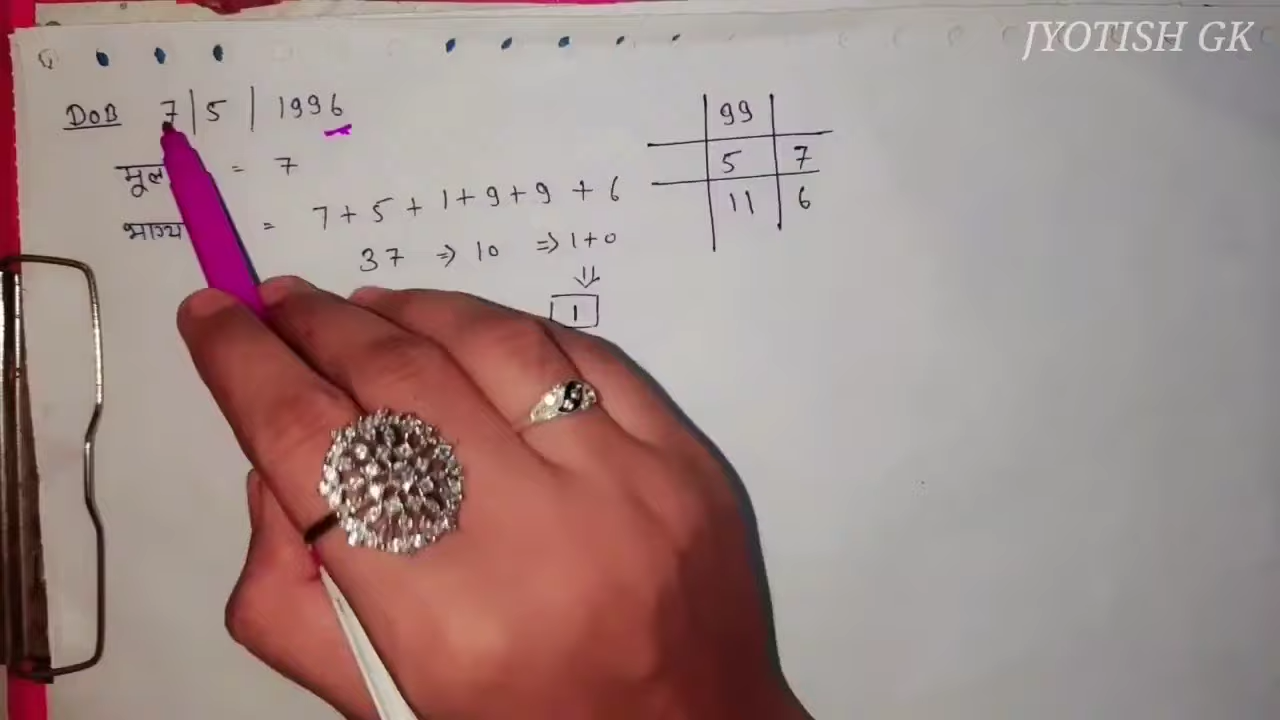 JYOTISH GK
DOB 7 | 5 | 1996
= 7
= 7 + 5 + 1 + 9 + 9 + 6
37 ⇒ 10 ⇒ 1+0
⇓
1
99
5 7
11 6